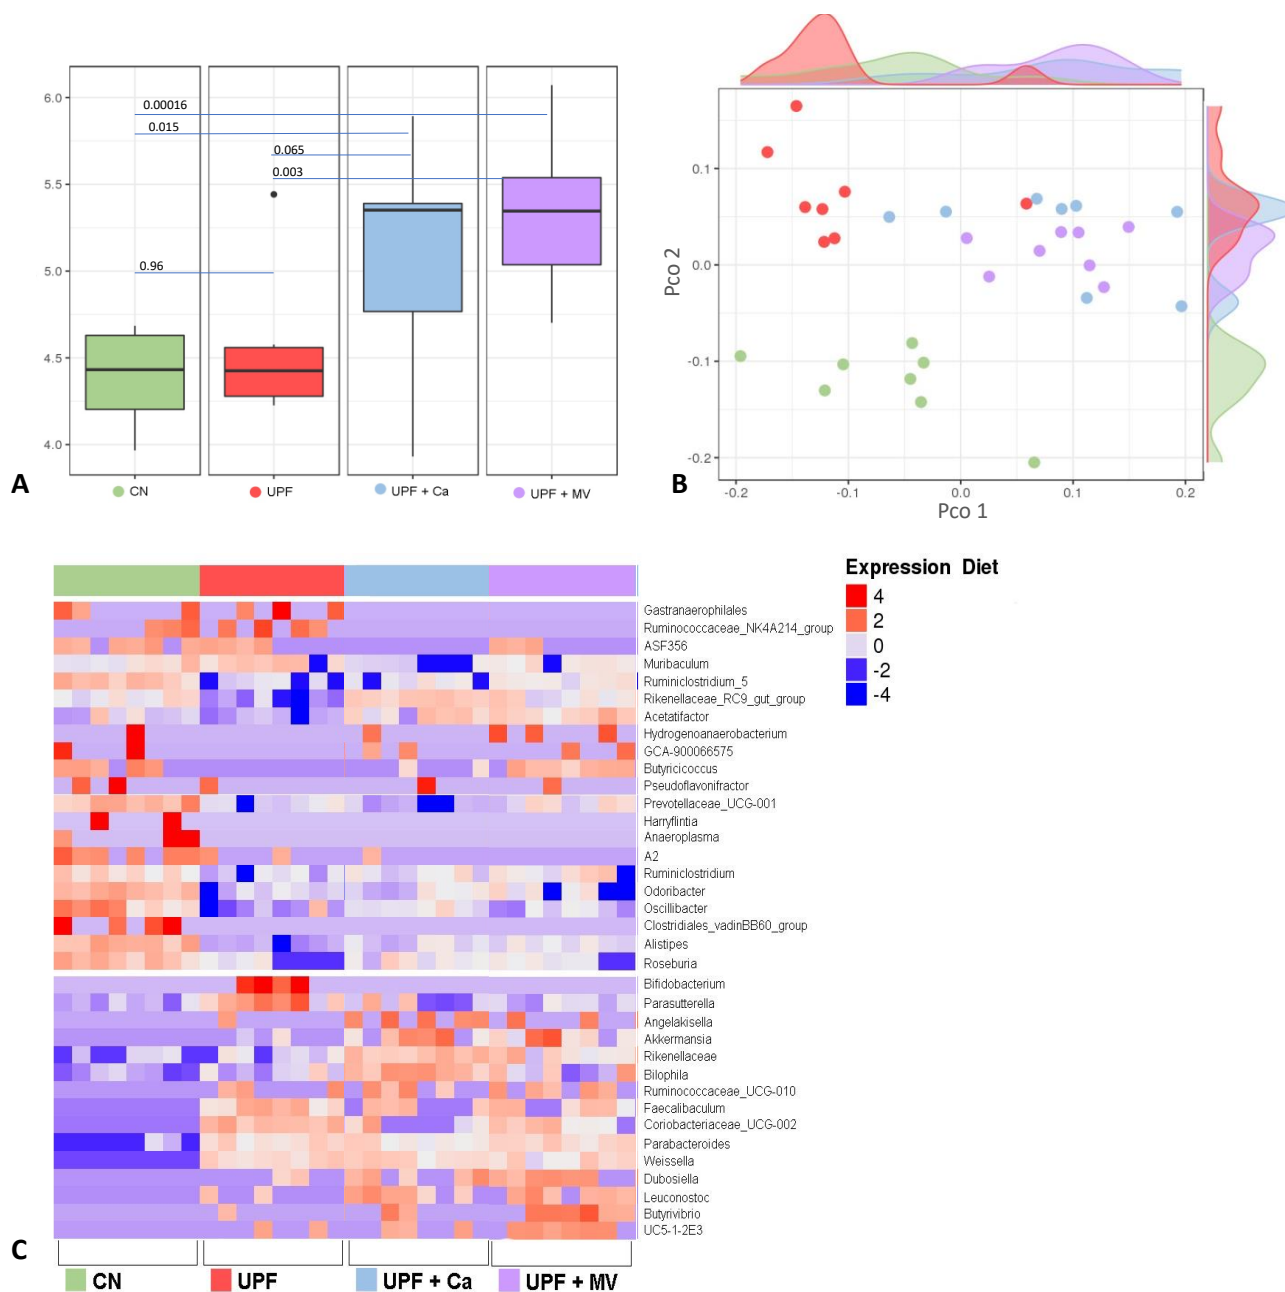 6.0
5.5
5.0
4.5
4.0
0.00016
0.015
0.065
0.003
0.96
A
CN
UPF
UPF + Ca
UPF + MV
Pco 2
0.1
0.0
-0.1
-0.2
-0.2
-0.1
0.0
0.1
0.2
Pco 1
B
Expression Diet
4
2
0
-2
-4
Gastranaerophilales
Ruminococcaceae_NK4A214_group
ASF356
Muribaculum
Ruminiclostridium_5
Rikenellaceae_RC9_gut_group
Acetatifactor
Hydrogenoanaerobacterium
GCA-900066575
Butyricicoccus
Pseudoflavonifractor
Prevotellaceae_UCG-001
Harryflintia
Anaeroplasma
A2
Ruminiclostridium
Odoribacter
Oscillibacter
Clostridiales_vadinBB60_group
Alistipes
Roseburia
Bifidobacterium
Parasutterella
Angelakisella
Akkermansia
Rikenellaceae
Bilophila
Ruminococcaceae_UCG-010
Faecalibaculum
Coriobacteriaceae_UCG-002
Parabacteroides
Weissella
Dubosiella
Leuconostoc
Butyrivibrio
UC5-1-2E3
C
CN
UPF
UPF + Ca
UPF + MV